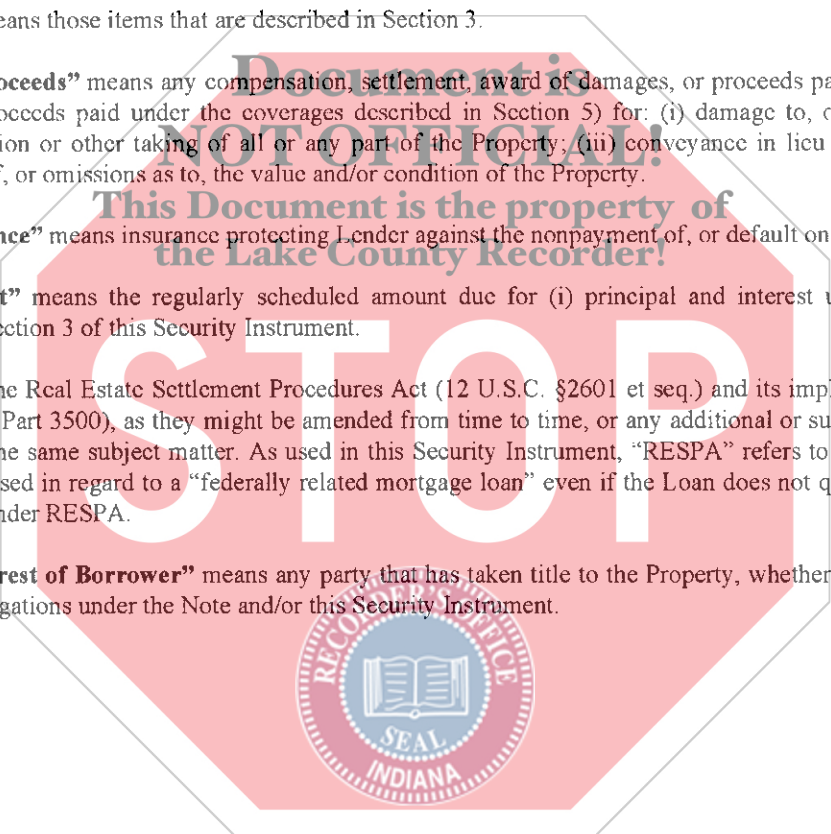 eans those items that are described in Section 3.
Document is
oceeds” means any compensation, settlement, award of damages, or proceeds pa
oceeds paid under the coverages described in Section 5) for: (i) damage to, o
NOT OFFICIAL!
ion or other taking of all or any part of the Property; (iii) conveyance in lieu
, or omissions as to, the value and/or condition of the Property.
This Document is the property of
nce” means insurance protecting Lender against the nonpayment of, or default on
the Lake County Recorder!
t” means the regularly scheduled amount due for (i) principal and interest u
ection 3 of this Security Instrument.
STOP
he Real Estate Settlement Procedures Act (12 U.S.C. §2601 et seq.) and its impl
Part 3500), as they might be amended from time to time, or any additional or su
he same subject matter. As used in this Security Instrument, “RESPA” refers to
sed in regard to a “federally related mortgage loan” even if the Loan does not q
nder RESPA.
rest of Borrower” means any party that has taken title to the Property, whether
gations under the Note and/or this Security Instrument.
RECORDER'S OFFICE
SEAL
INDIANA